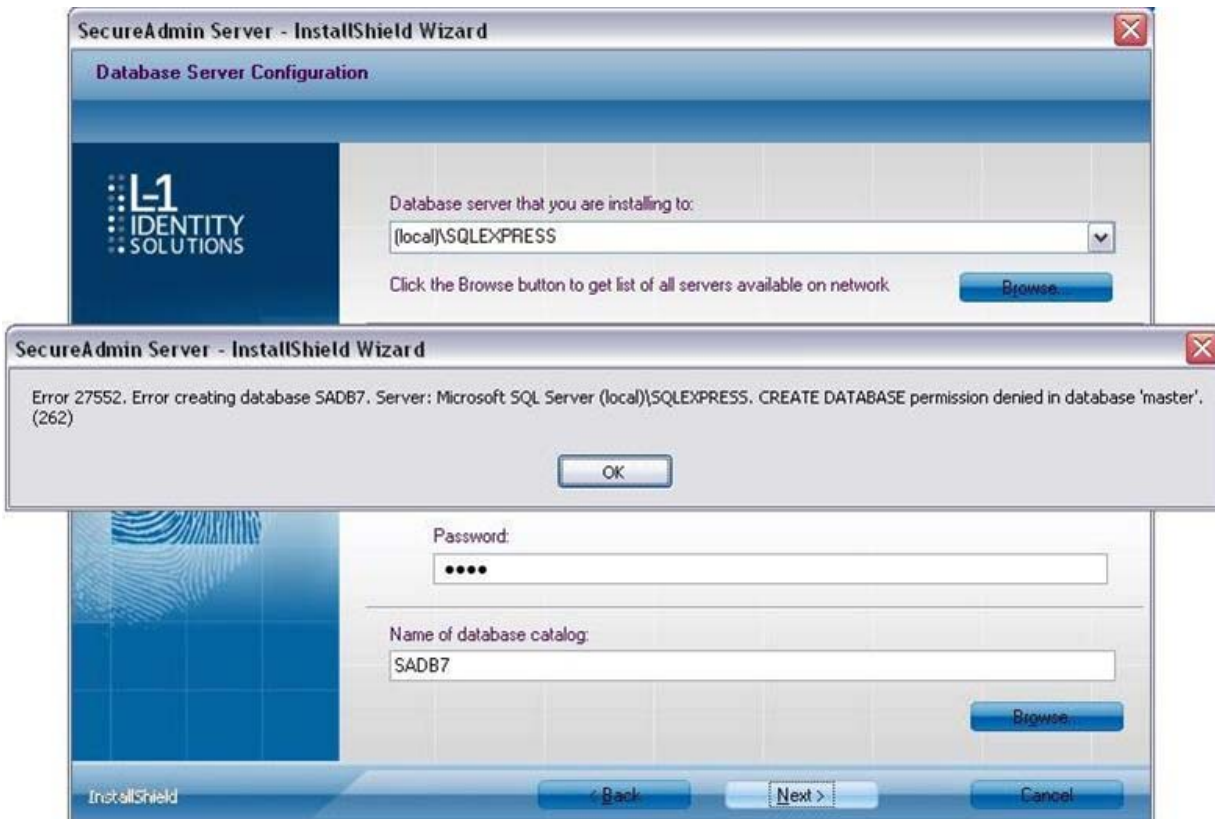 SecureAdmin Server - InstallShield Wizard
Database Server Configuration
L-1
IDENTITY
SOLUTIONS
Database server that you are installing to:
(local)\SQLEXPRESS
Click the Browse button to get list of all servers available on network
Browse...
SecureAdmin Server - InstallShield Wizard
Error 27552. Error creating database SADB7. Server: Microsoft SQL Server (local)\SQLEXPRESS. CREATE DATABASE permission denied in database 'master'.
(262)
OK
Password:
••••
Name of database catalog:
SADB7
Browse...
InstallShield
< Back
Next >
Cancel